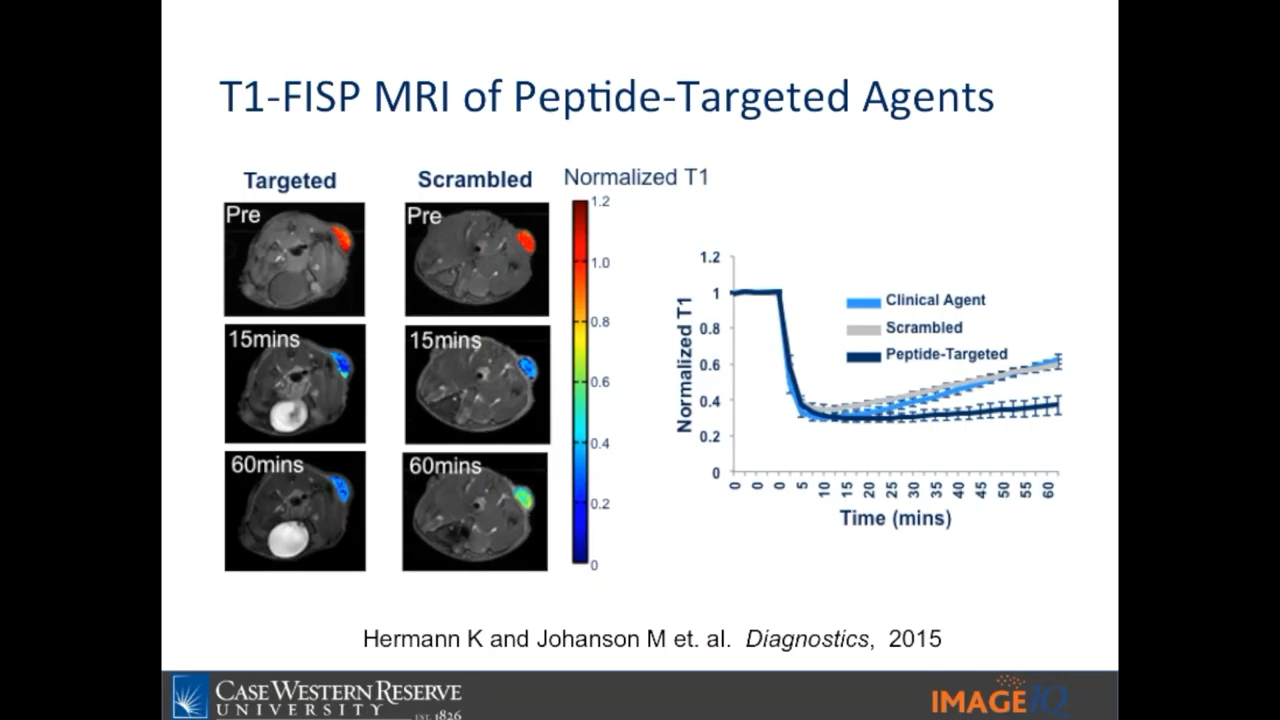 T1-FISP MRI of Peptide-Targeted Agents
Targeted
Scrambled
Normalized T1
Pre
Pre
15mins
15mins
60mins
60mins
1.2
1.0
0.8
0.6
0.4
0.2
0
Normalized T1
1.2
1
0.8
0.6
0.4
0.2
0
Clinical Agent
Scrambled
Peptide-Targeted
0 0 0 5 10 15 20 25 30 35 40 45 50 55 60
Time (mins)
Hermann K and Johanson M et. al. Diagnostics, 2015
CASE WESTERN RESERVE
UNIVERSITY EST. 1826
IMAGEIQ